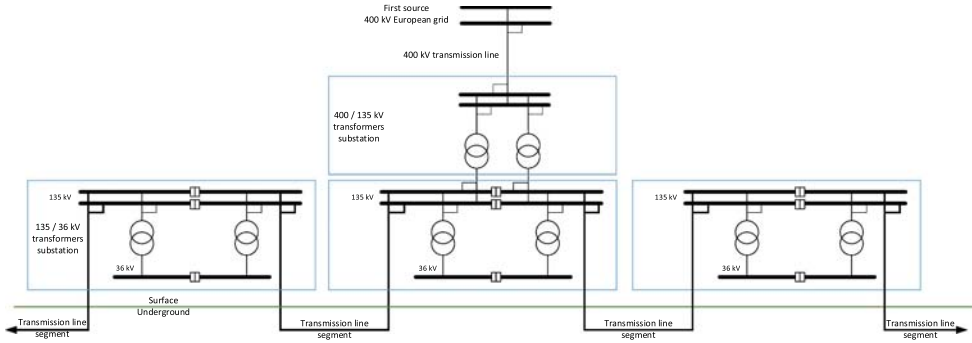 First source
400 kV European grid
400 kV transmission line
400 / 135 kV
transformers
substation
135 kV
135 kV
135 kV
135 / 36 kV
transformers
substation
36 kV
36 kV
36 kV
Surface
Underground
Transmission line
segment
Transmission line
segment
Transmission line
segment
Transmission line
segment